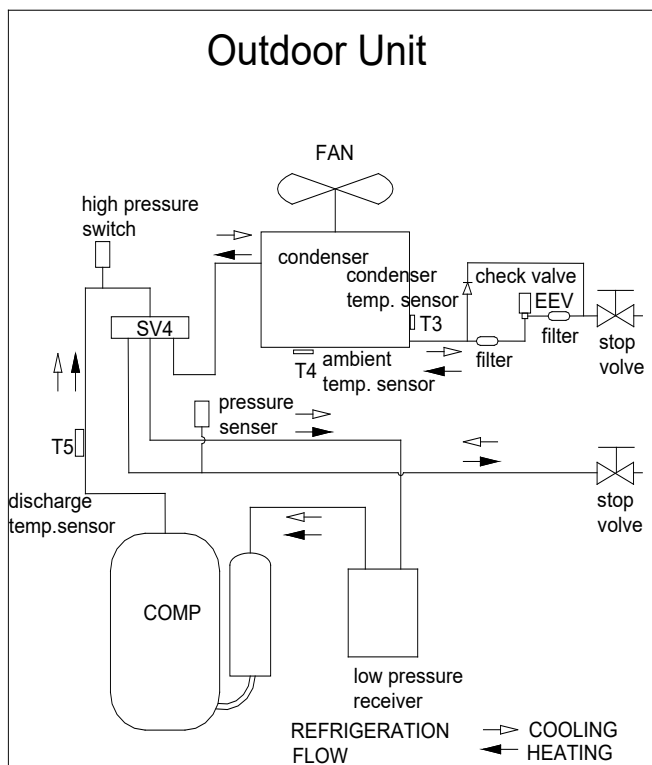 Outdoor Unit
FAN
high pressure
switch
condenser
condenser
temp. sensor
T3
check valve
EEV
filter
filter
stop
volve
SV4
T4
ambient
temp. sensor
pressure
senser
T5
discharge
temp.sensor
stop
volve
COMP
low pressure
receiver
REFRIGERATION
FLOW
COOLING
HEATING